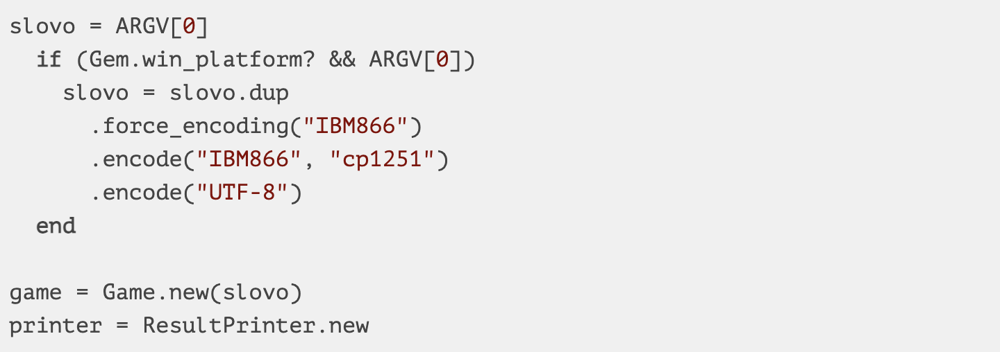 slovo = ARGV[0]
  if (Gem.win_platform? && ARGV[0])
    slovo = slovo.dup
      .force_encoding("IBM866")
      .encode("IBM866", "cp1251")
      .encode("UTF-8")
  end

game = Game.new(slovo)
printer = ResultPrinter.new